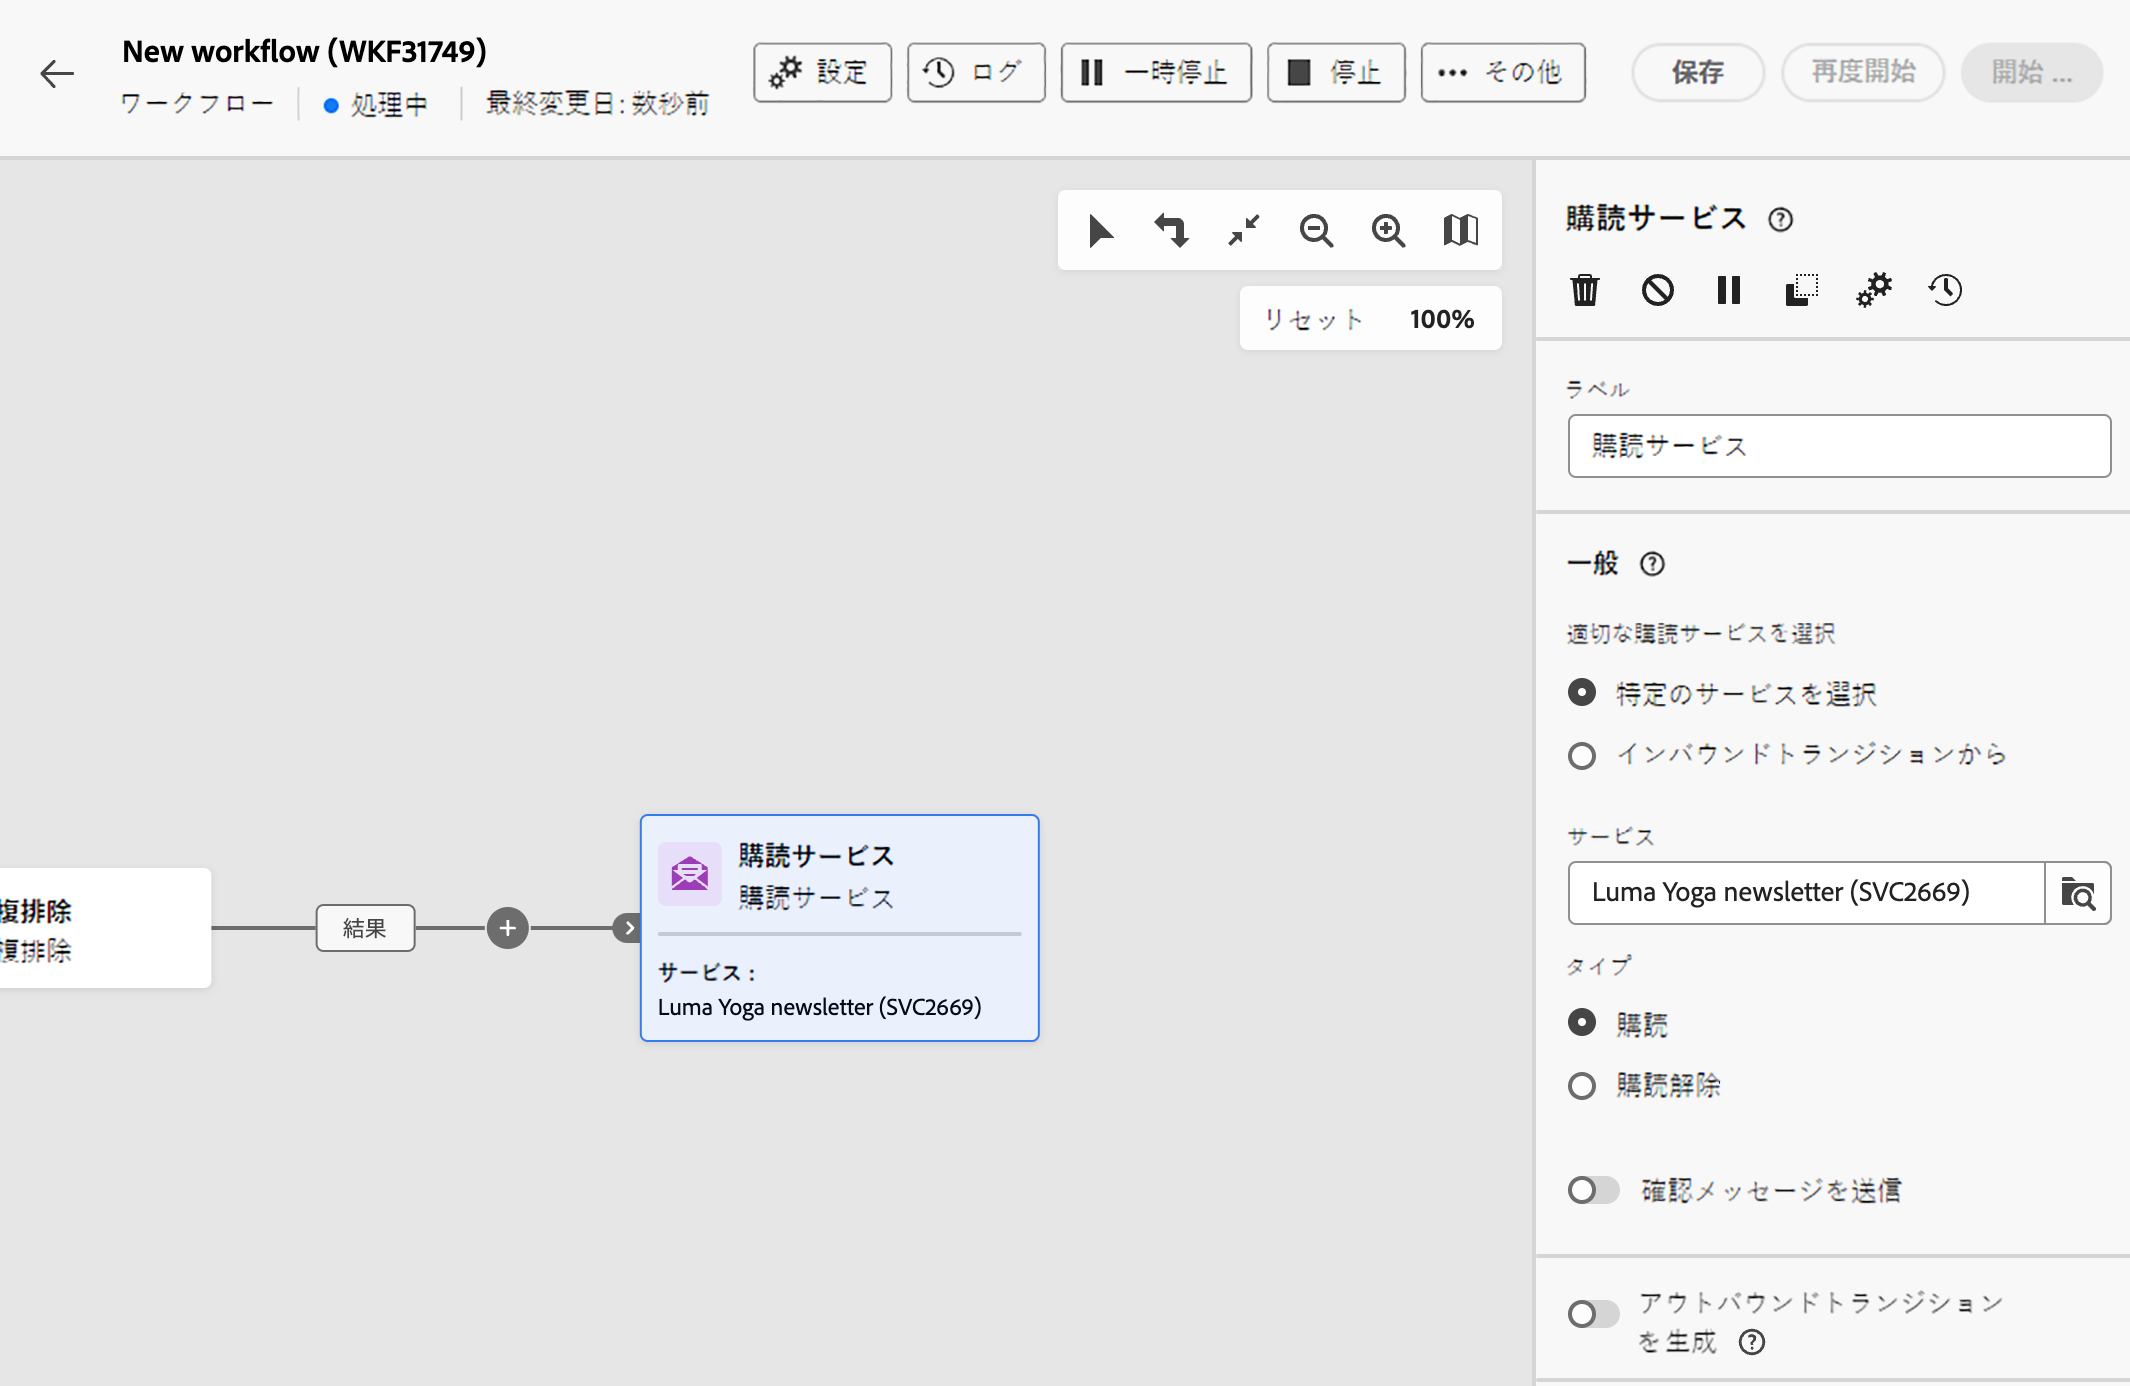 New workflow (WKF31749)
ワークフロー 処理中 最終変更日: 数秒前
設定 ログ 一時停止 停止 その他 保存 再度開始 開始 ...
リセット 100%
複排除
複排除
結果
購読サービス
購読サービス
サービス :
Luma Yoga newsletter (SVC2669)
購読サービス
ラベル
購読サービス
一般
適切な購読サービスを選択
特定のサービスを選択
インバウンドトランジションから
サービス
Luma Yoga newsletter (SVC2669)
タイプ
購読
購読解除
確認メッセージを送信
アウトバウンドトランジション
を生成